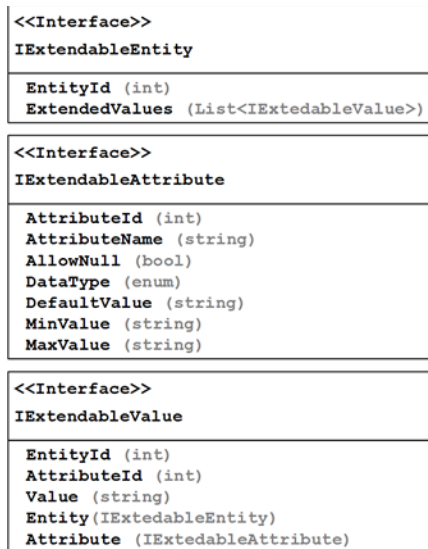 <<Interface>>
IExtendableEntity
EntityId (int)
ExtendedValues (List<IExtedableValue>)
<<Interface>>
IExtendableAttribute
AttributeId (int)
AttributeName (string)
AllowNull (bool)
DataType (enum)
DefaultValue (string)
MinValue (string)
MaxValue (string)
<<Interface>>
IExtendableValue
EntityId (int)
AttributeId (int)
Value (string)
Entity(IExtedableEntity)
Attribute (IExtedableAttribute)